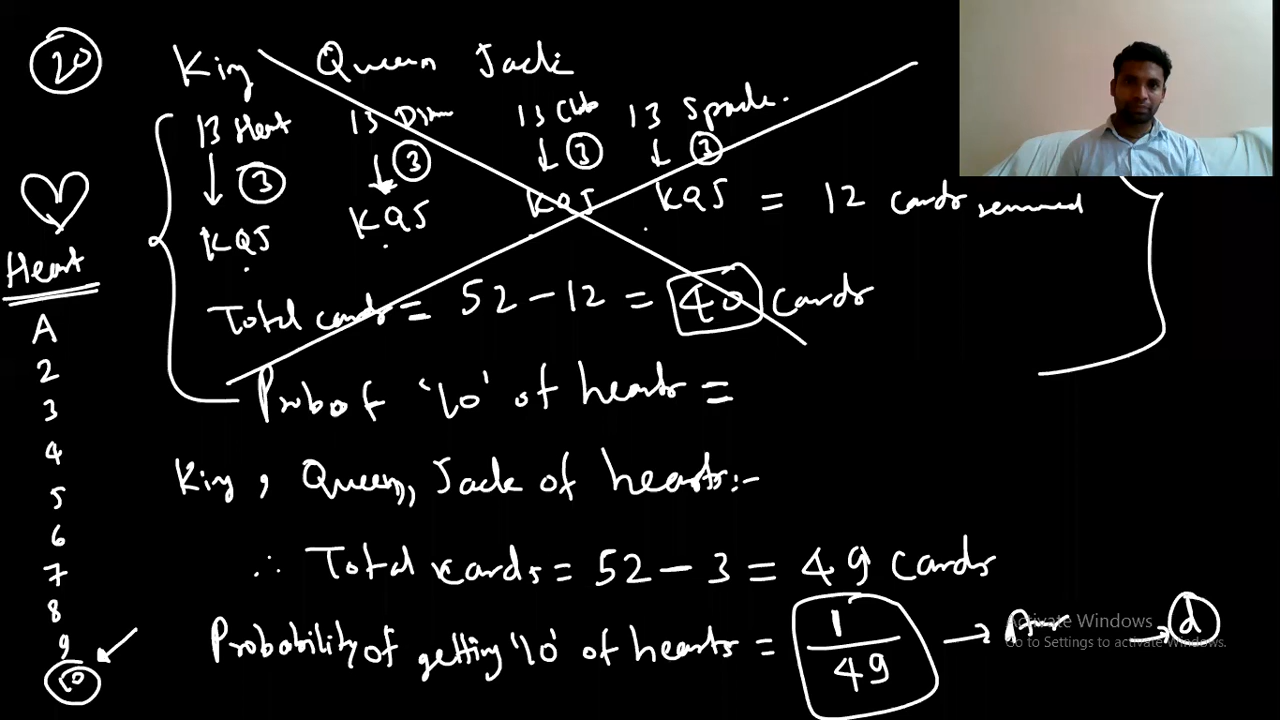 20
King Queen Jack
13 Heart 13 Diam 13 Club 13 Spade.
3 3 3 3
KQJ KQJ KQJ KQJ = 12 cards removed
Total cards = 52 - 12 = 40 cards
Prob of '10' of hearts =
King, Queen, Jack of hearts:-
∴ Total cards = 52 - 3 = 49 cards
Probability of getting '10' of hearts = 1/49 → Ans → d
Heart
A
2
3
4
5
6
7
8
9
10
Activate Windows
Go to Settings to activate Windows.